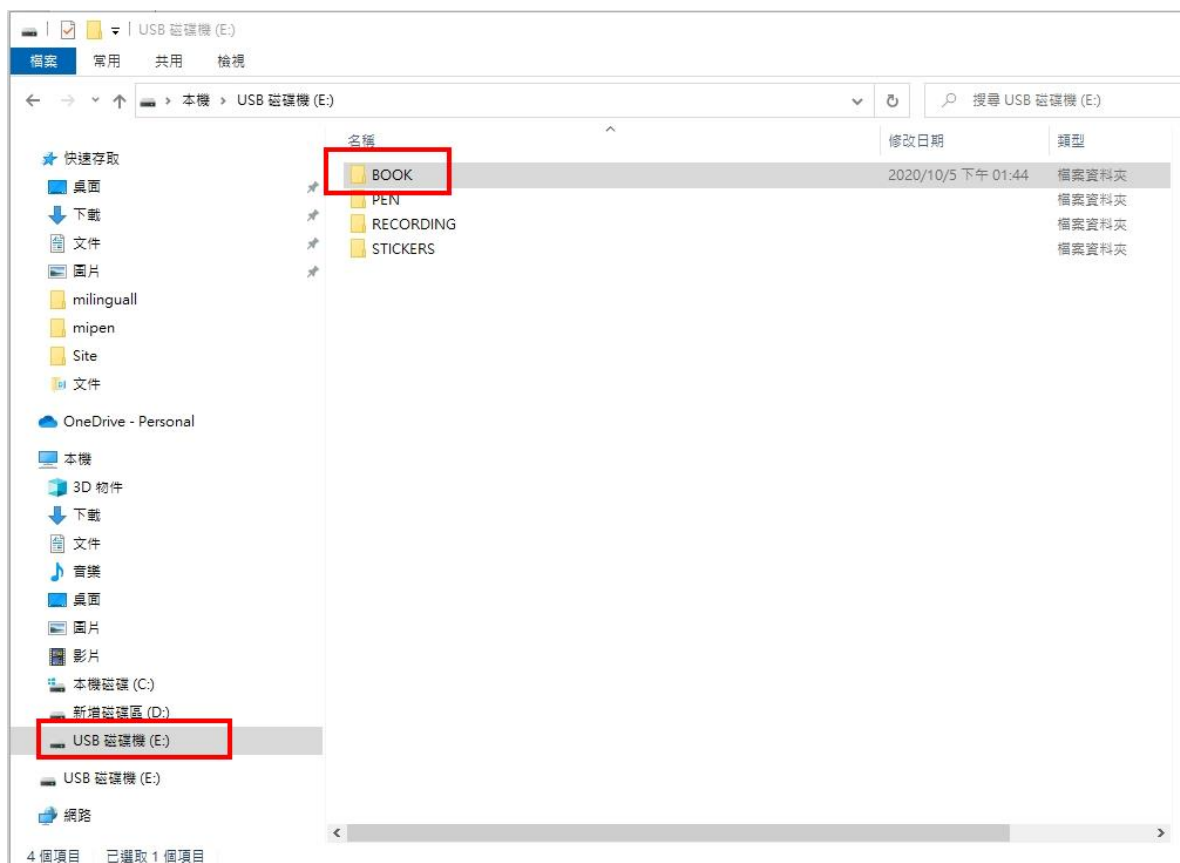 USB 磁碟機 (E:)
檔案 常用 共用 檢視
本機 › USB 磁碟機 (E:) 搜尋 USB 磁碟機 (E:)
名稱 修改日期 類型
BOOK 2020/10/5 下午 01:44 檔案資料夾
PEN 檔案資料夾
RECORDING 檔案資料夾
STICKERS 檔案資料夾
快速存取
桌面
下載
文件
圖片
milinguall
mipen
Site
文件
OneDrive - Personal
本機
3D 物件
下載
文件
音樂
桌面
圖片
影片
本機磁碟 (C:)
新增磁碟區 (D:)
USB 磁碟機 (E:)
USB 磁碟機 (E:)
網路
4 個項目 已選取 1 個項目